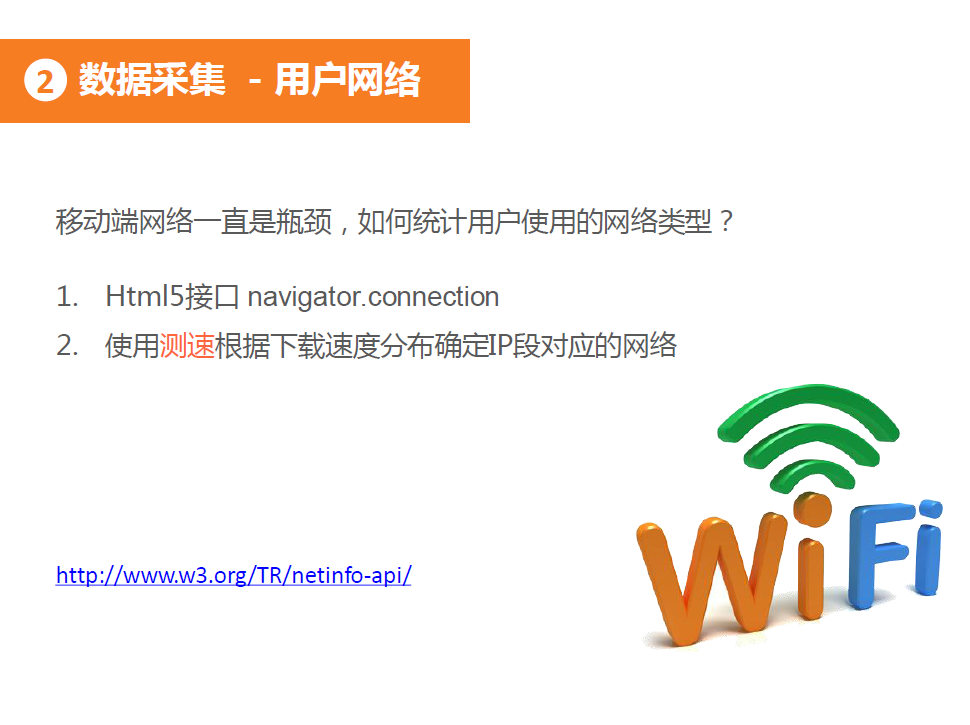 2 数据采集 - 用户网络
移动端网络一直是瓶颈，如何统计用户使用的网络类型？
1. Html5接口 navigator.connection
2. 使用测速根据下载速度分布确定IP段对应的网络
WiFi
http://www.w3.org/TR/netinfo-api/